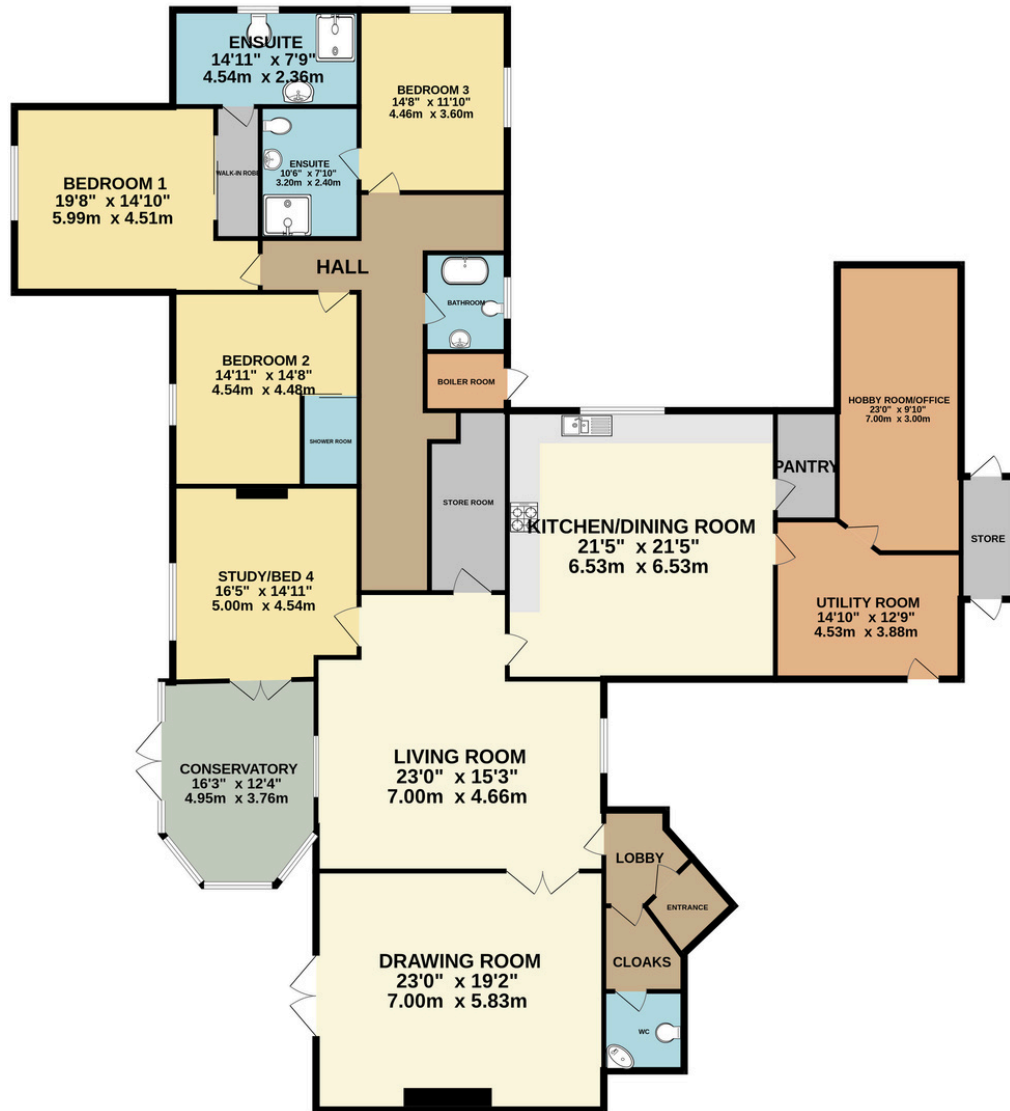 ENSUITE
14'11" x 7'9"
4.54m x 2.36m
BEDROOM 3
14'8" x 11'10"
4.46m x 3.60m
BEDROOM 1
19'8" x 14'10"
5.99m x 4.51m
WALK-IN ROBE
ENSUITE
10'6" x 7'10"
3.20m x 2.40m
HALL
BATHROOM
BEDROOM 2
14'11" x 14'8"
4.54m x 4.48m
BOILER ROOM
SHOWER ROOM
HOBBY ROOM/OFFICE
23'0" x 9'10"
7.00m x 3.00m
PANTRY
STORE ROOM
KITCHEN/DINING ROOM
21'5" x 21'5"
6.53m x 6.53m
STORE
STUDY/BED 4
16'5" x 14'11"
5.00m x 4.54m
UTILITY ROOM
14'10" x 12'9"
4.53m x 3.88m
LIVING ROOM
23'0" x 15'3"
7.00m x 4.66m
CONSERVATORY
16'3" x 12'4"
4.95m x 3.76m
LOBBY
ENTRANCE
DRAWING ROOM
23'0" x 19'2"
7.00m x 5.83m
CLOAKS
WC